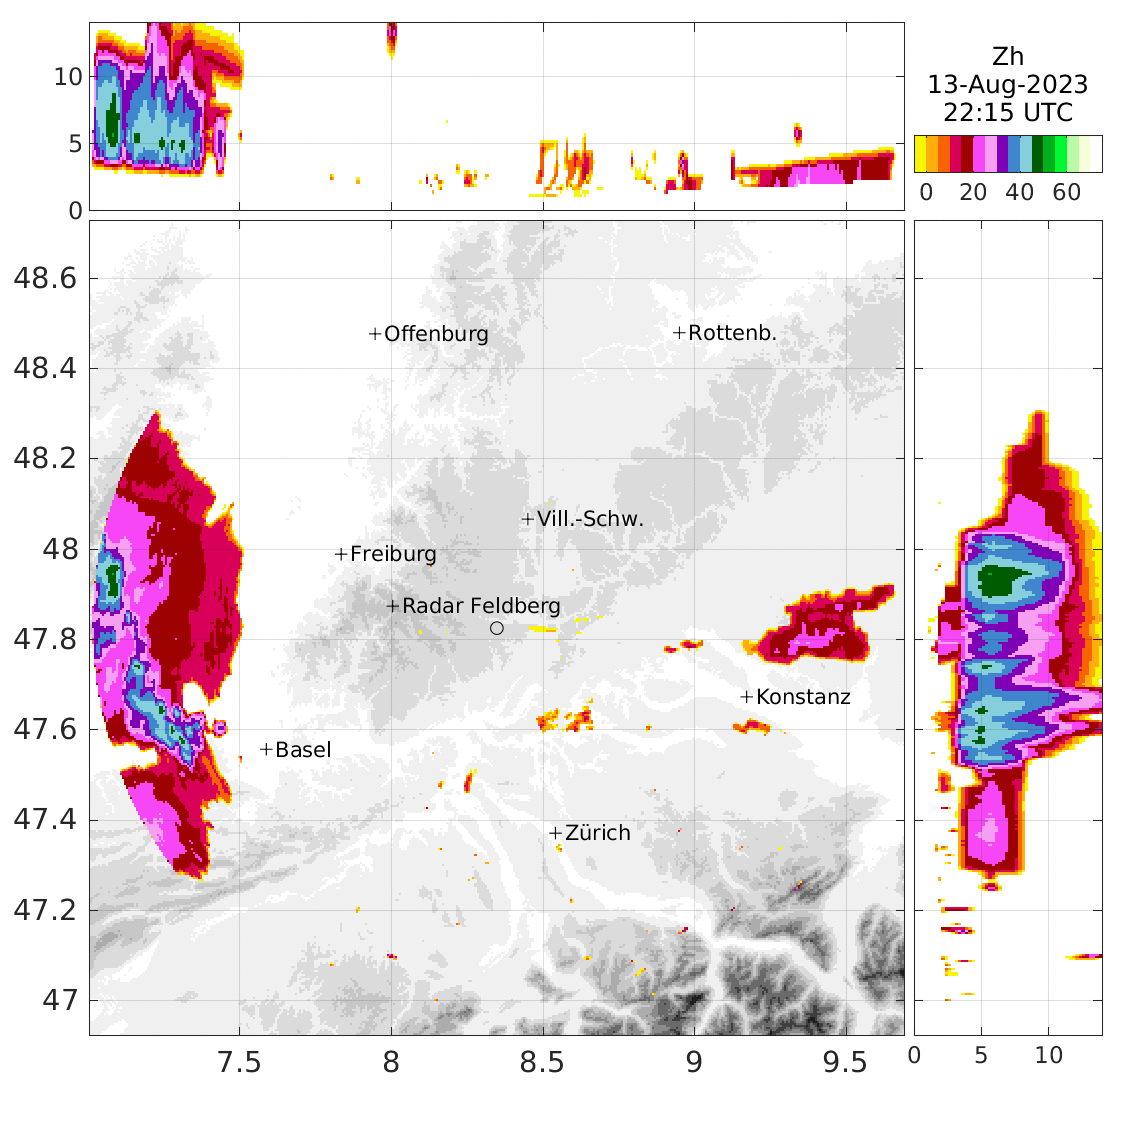 10
5
0
Zh
13-Aug-2023
22:15 UTC
0 20 40 60
48.6
48.4
48.2
48
47.8
47.6
47.4
47.2
47
+Offenburg
+Rottenb.
+Vill.-Schw.
+Freiburg
+Radar Feldberg
+Konstanz
+Basel
+Zürich
7.5 8 8.5 9 9.5
0 5 10